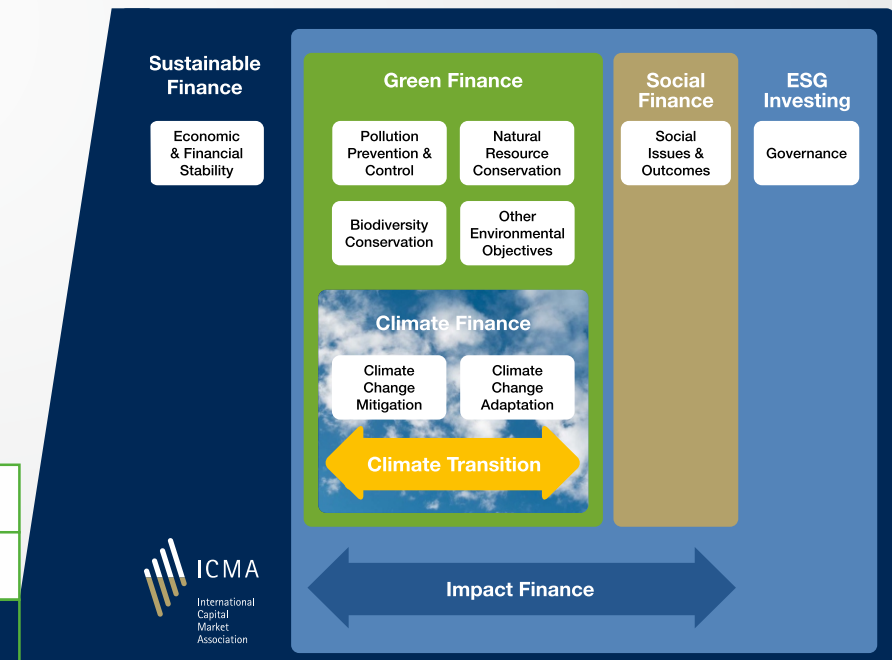 Sustainable
Finance
Economic
& Financial
Stability
Green Finance
Pollution
Prevention &
Control
Natural
Resource
Conservation
Biodiversity
Conservation
Other
Environmental
Objectives
Climate Finance
Climate
Change
Mitigation
Climate
Change
Adaptation
Climate Transition
Social
Finance
Social
Issues &
Outcomes
ESG
Investing
Governance
Impact Finance
ICMA
International
Capital
Market
Association